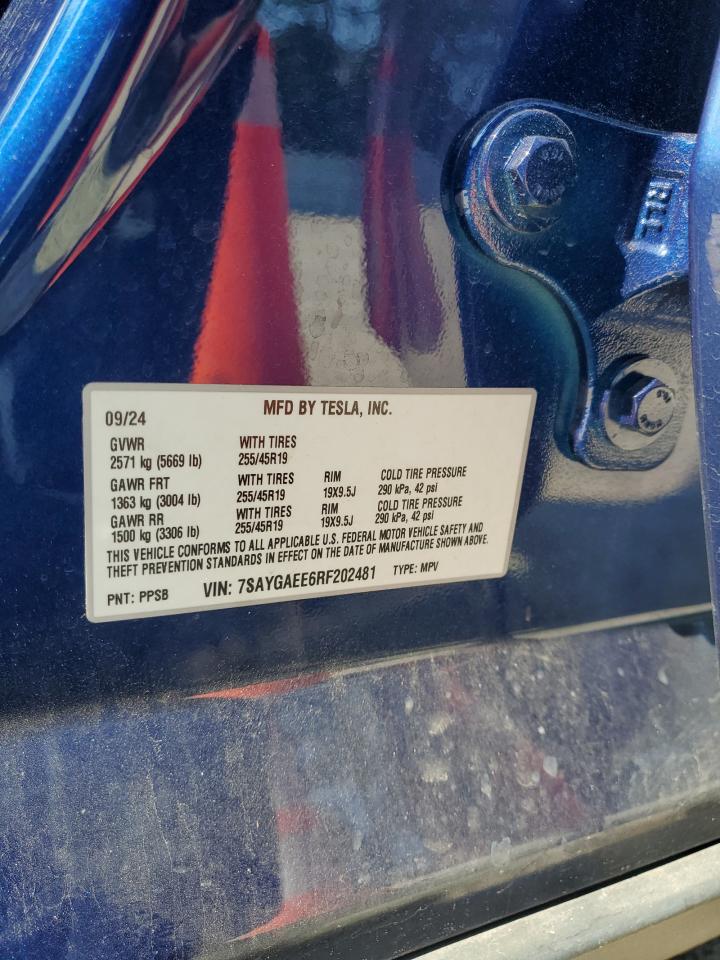 09/24 MFD BY TESLA, INC.
GVWR WITH TIRES
2571 kg (5669 lb) 255/45R19
GAWR FRT WITH TIRES RIM COLD TIRE PRESSURE
1363 kg (3004 lb) 255/45R19 19X9.5J 290 kPa, 42 psi
GAWR RR WITH TIRES RIM COLD TIRE PRESSURE
1500 kg (3306 lb) 255/45R19 19X9.5J 290 kPa, 42 psi
THIS VEHICLE CONFORMS TO ALL APPLICABLE U.S. FEDERAL MOTOR VEHICLE SAFETY AND
THEFT PREVENTION STANDARDS IN EFFECT ON THE DATE OF MANUFACTURE SHOWN ABOVE.
PNT: PPSB VIN: 7SAYGAEE6RF202481 TYPE: MPV
RLL